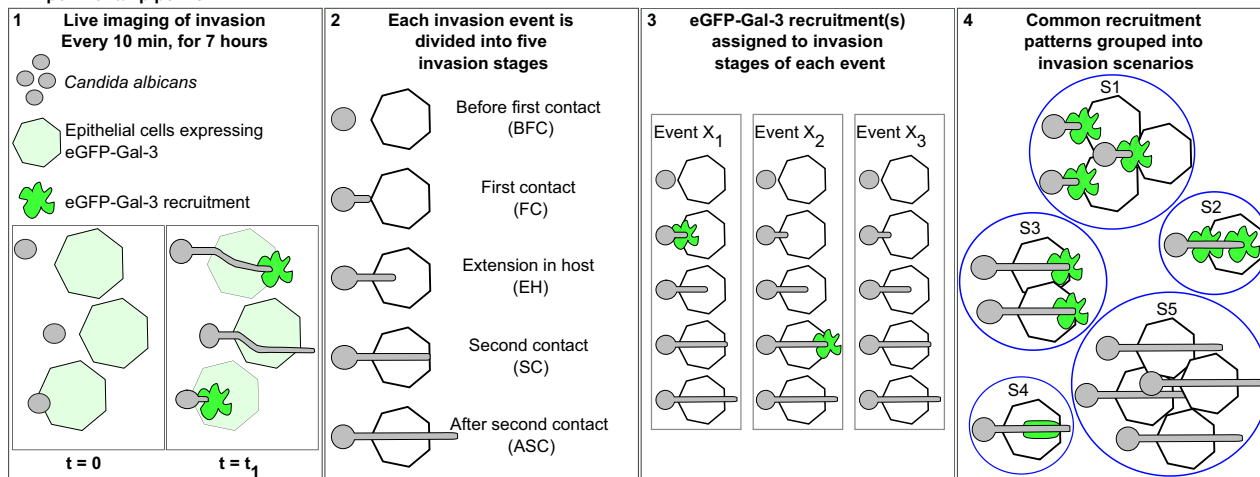 1 Live imaging of invasion
Every 10 min, for 7 hours
Candida albicans
Epithelial cells expressing
eGFP-Gal-3
eGFP-Gal-3 recruitment
t = 0
t = t1
2 Each invasion event is
divided into five
invasion stages
Before first contact
(BFC)
First contact
(FC)
Extension in host
(EH)
Second contact
(SC)
After second contact
(ASC)
3 eGFP-Gal-3 recruitment(s)
assigned to invasion
stages of each event
Event X1
Event X2
Event X3
4 Common recruitment
patterns grouped into
invasion scenarios
S1
S2
S3
S5
S4